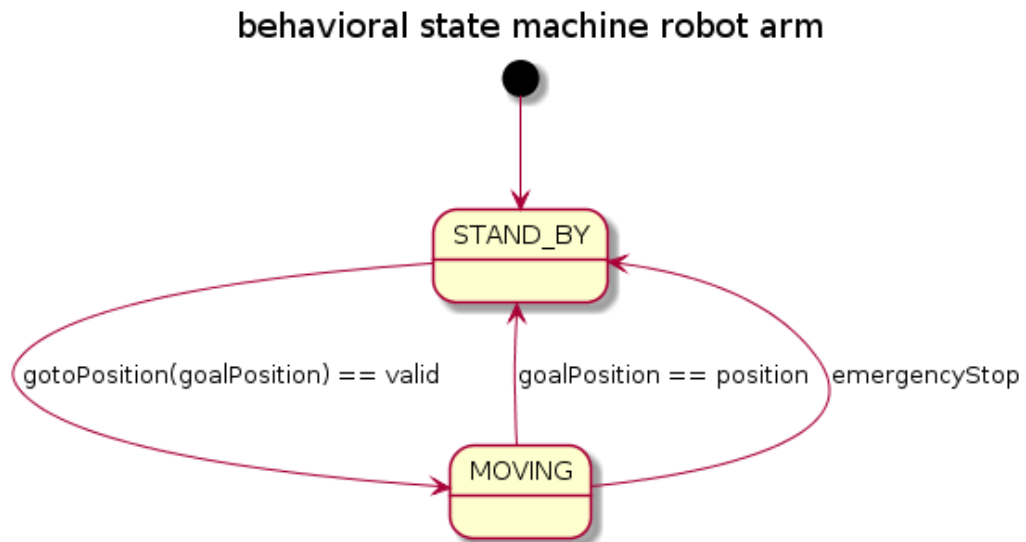 behavioral state machine robot arm
STAND_BY
gotoPosition(goalPosition) == valid
goalPosition == position
emergencyStop
MOVING